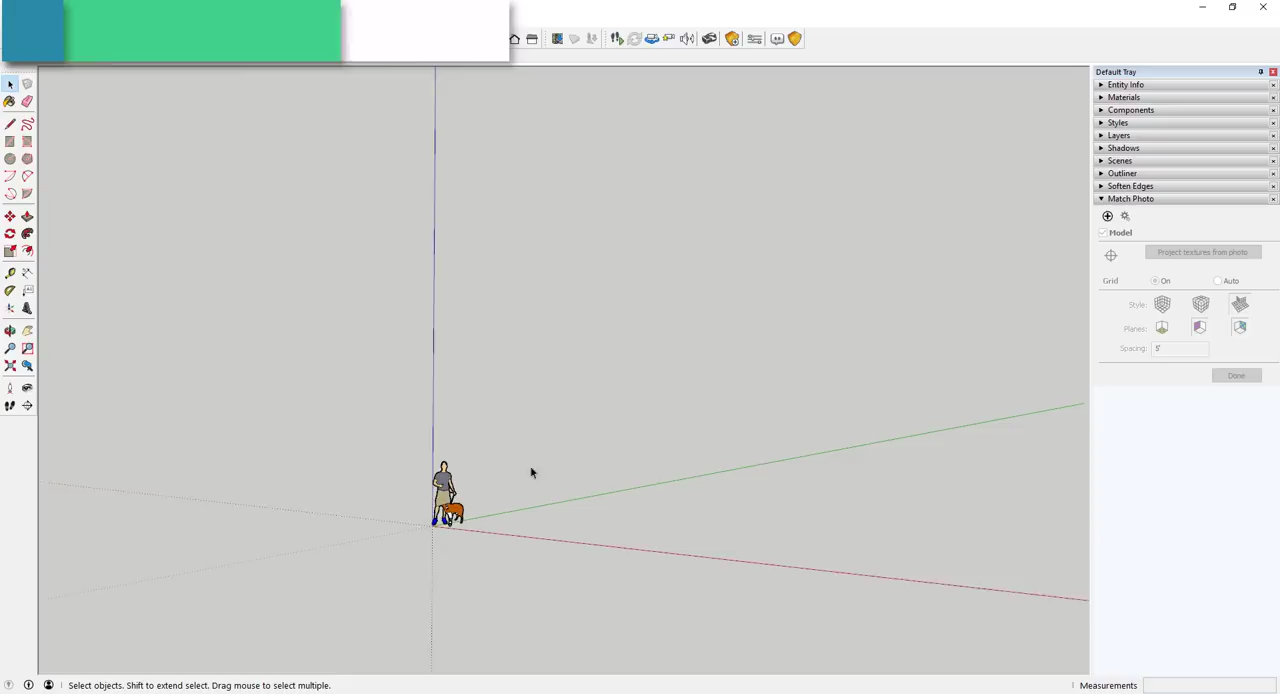 Default Tray
Entity Info
Materials
Components
Styles
Layers
Shadows
Scenes
Outliner
Soften Edges
Match Photo
Model
Project textures from photo
Grid On Auto
Style:
Planes:
Spacing: 5'
Done
Select objects. Shift to extend select. Drag mouse to select multiple.
Measurements